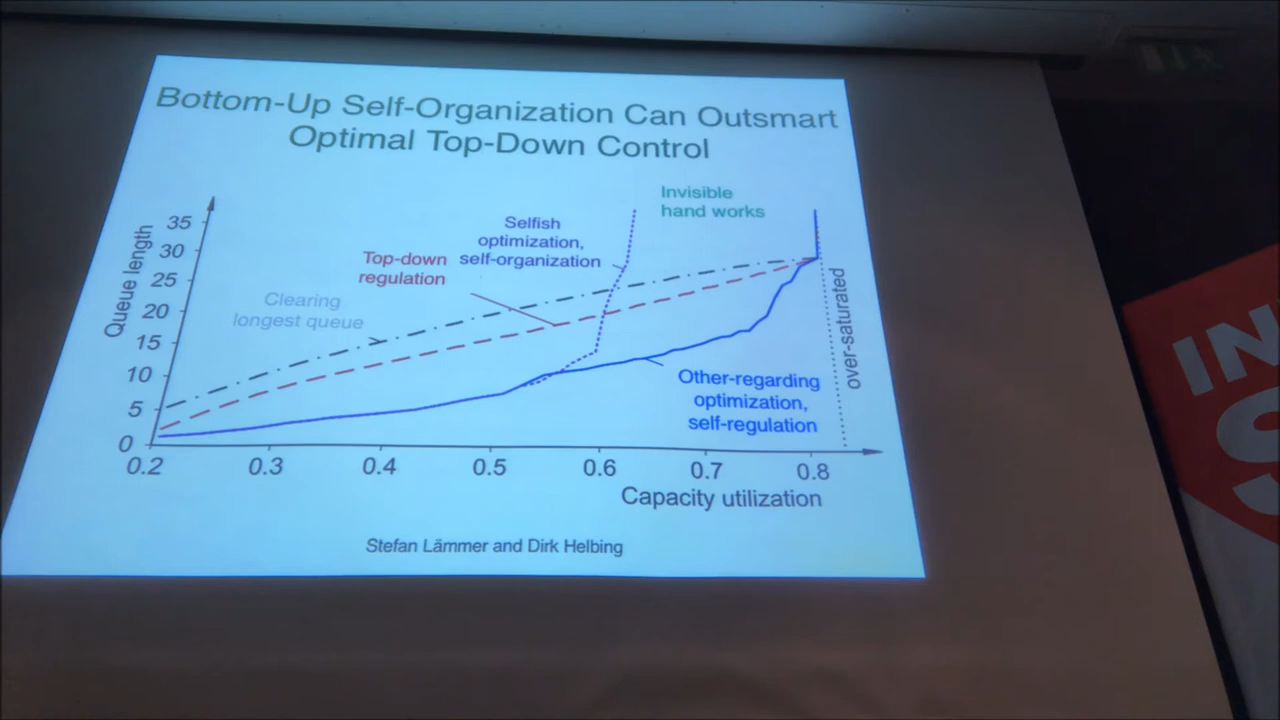 Bottom-Up Self-Organization Can Outsmart
Optimal Top-Down Control
Invisible
hand works
Selfish
optimization,
self-organization
Top-down
regulation
Clearing
longest queue
Queue length
35
30
25
20
15
10
5
0
0.2
0.3
0.4
0.5
0.6
0.7
0.8
over-saturated
Other-regarding
optimization,
self-regulation
Capacity utilization
Stefan Lämmer and Dirk Helbing
IN